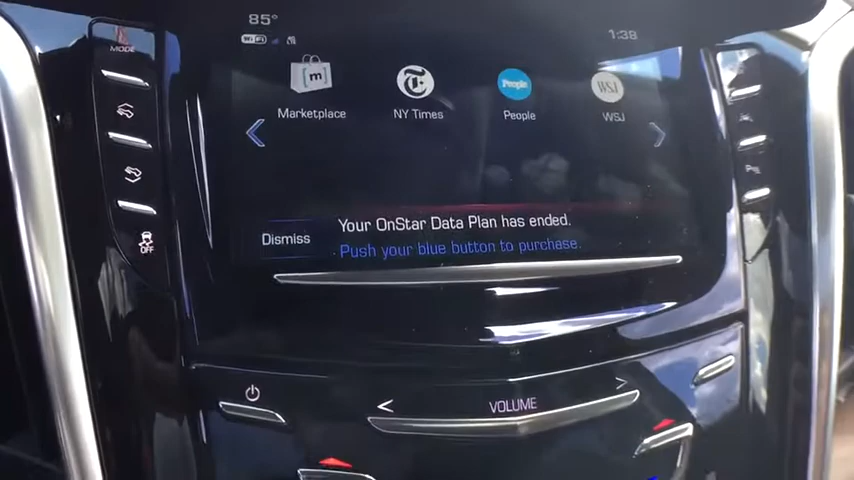 85°
MODE
WiFi
1:38
m
Marketplace
NY Times
People
People
WSJ
WSJ
Your OnStar Data Plan has ended.
Dismiss
Push your blue button to purchase.
OFF
VOLUME